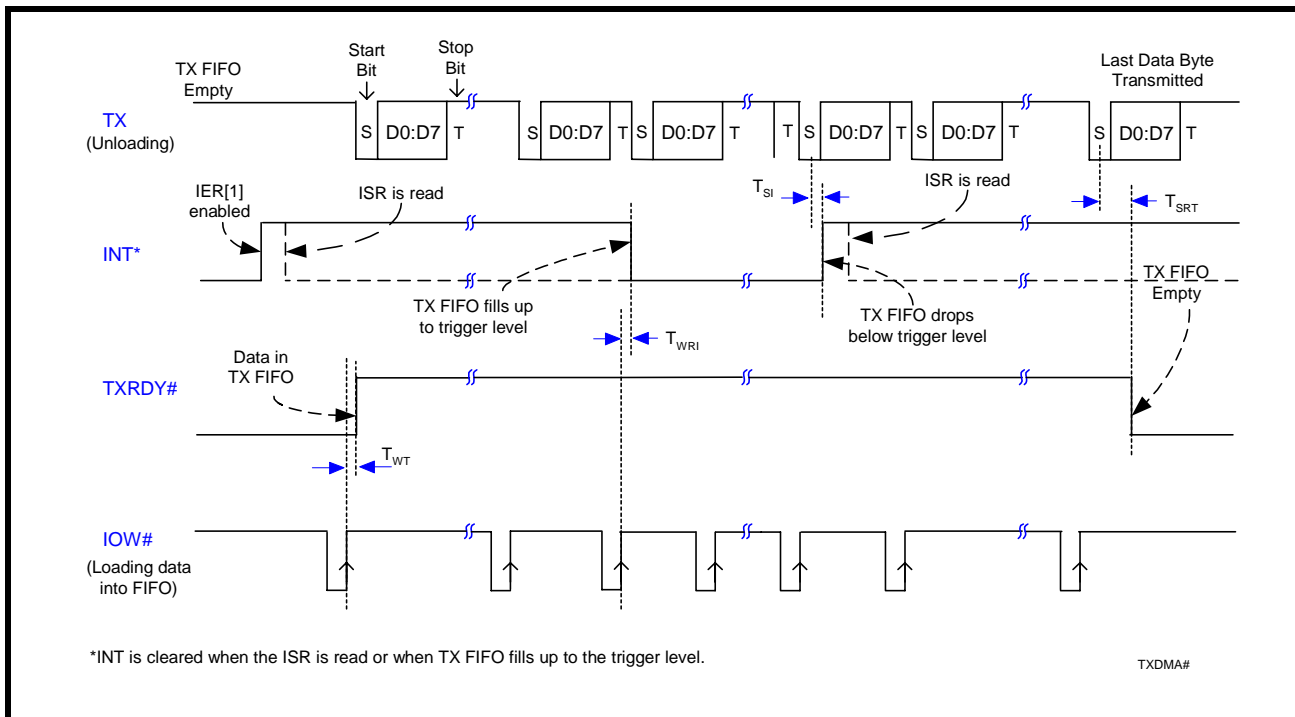 Start
Bit
Stop
Bit
TX FIFO
Empty
Last Data Byte
Transmitted
TX
(Unloading)
S D0:D7 T S D0:D7 T S D0:D7 T S D0:D7 T S D0:D7 T S D0:D7 T
IER[1]
enabled
ISR is read
TSI
ISR is read
TSRT
INT*
TX FIFO fills up
to trigger level
TX FIFO drops
below trigger level
TX FIFO
Empty
TWRI
Data in
TX FIFO
TXRDY#
TWT
IOW#
(Loading data
into FIFO)
*INT is cleared when the ISR is read or when TX FIFO fills up to the trigger level.
TXDMA#